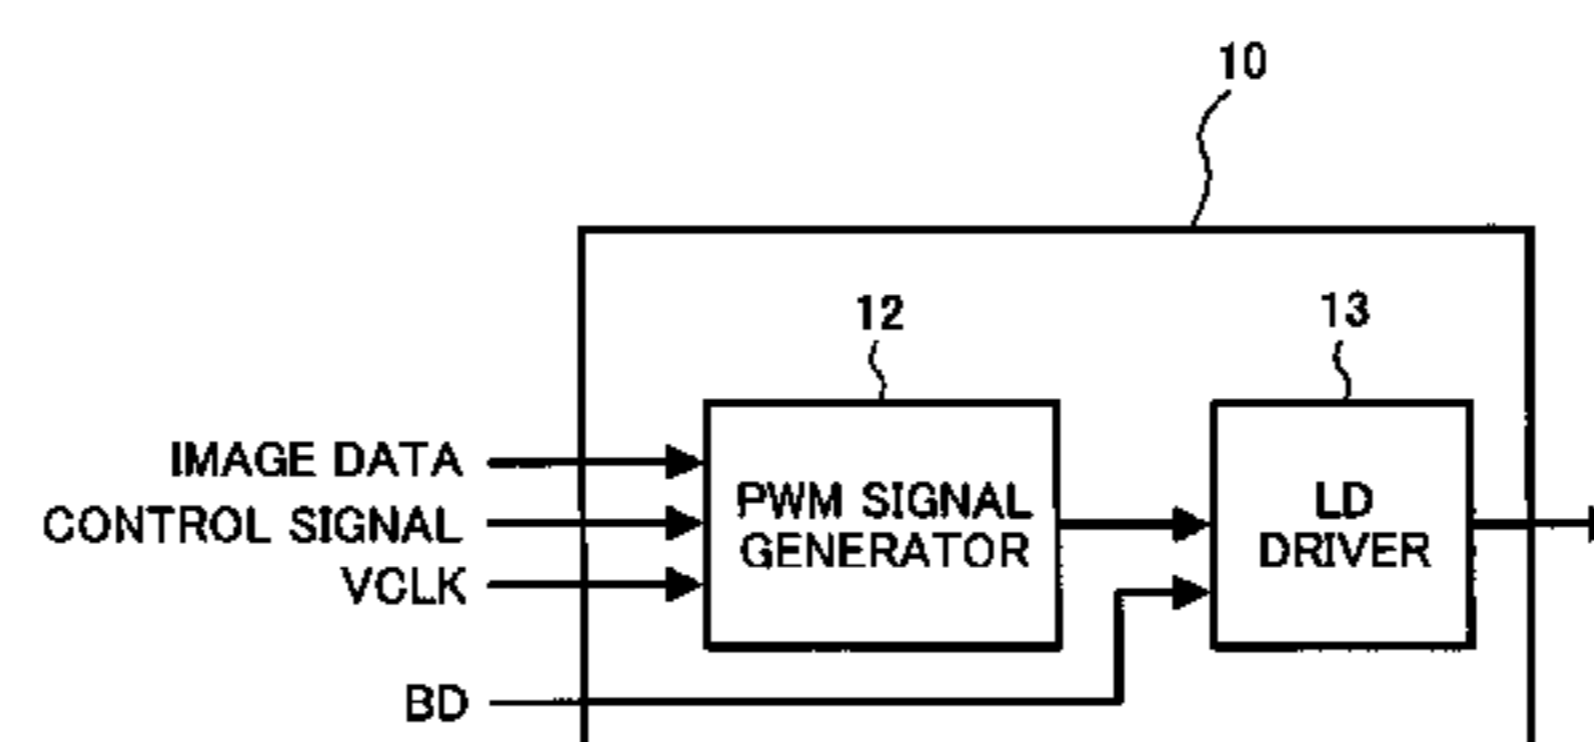 10
12
13
IMAGE DATA
CONTROL SIGNAL
VCLK
PWM SIGNAL
GENERATOR
LD
DRIVER
BD